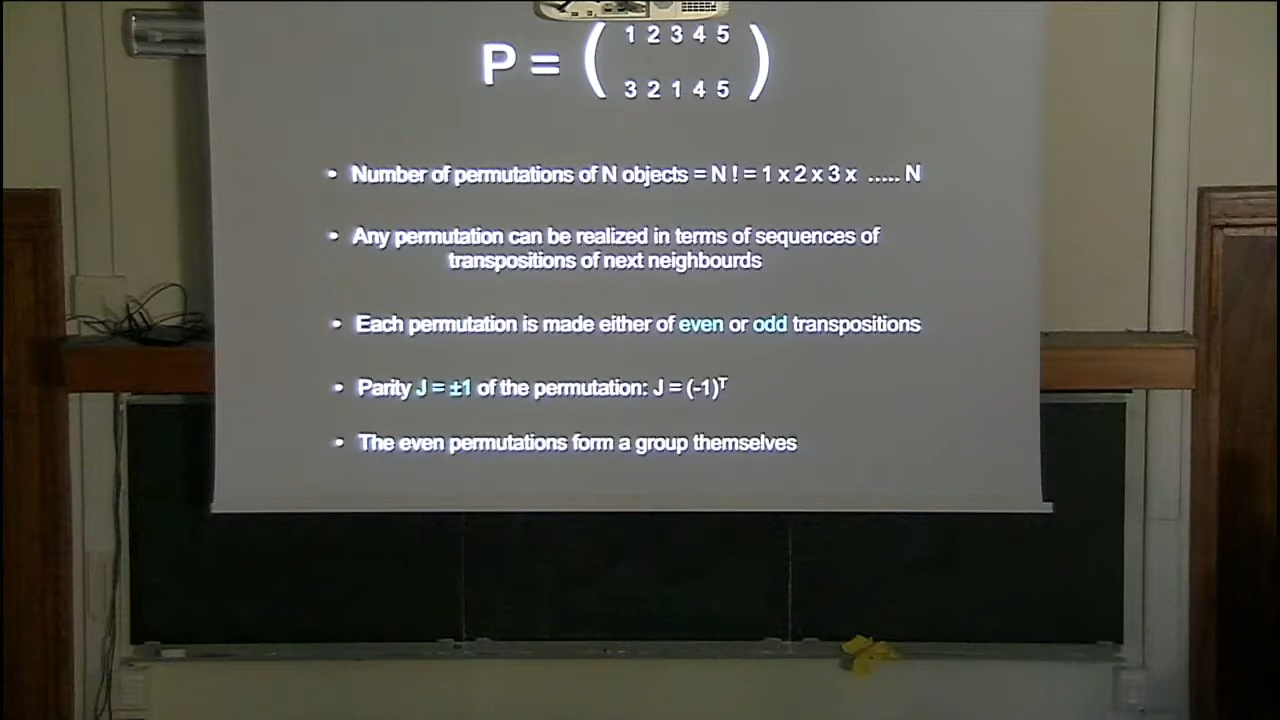 1 2 3 4 5
P = ( )
3 2 1 4 5
• Number of permutations of N objects = N ! = 1 x 2 x 3 x ..... N
• Any permutation can be realized in terms of sequences of
transpositions of next neighbourds
• Each permutation is made either of even or odd transpositions
• Parity J = ±1 of the permutation: J = (-1)ᵀ
• The even permutations form a group themselves